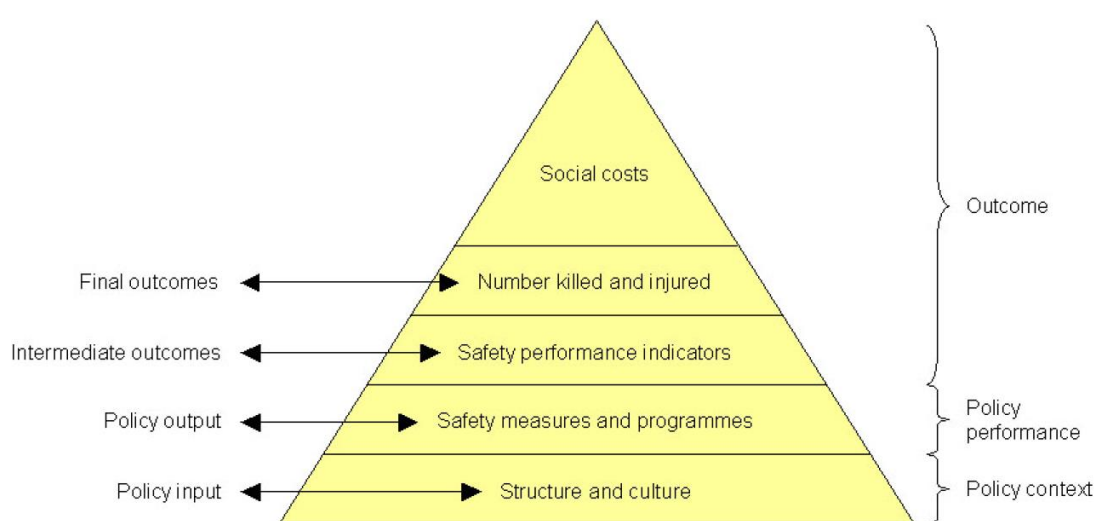 Social costs
Outcome
Final outcomes
Number killed and injured
Intermediate outcomes
Safety performance indicators
Policy output
Safety measures and programmes
Policy
performance
Policy input
Structure and culture
Policy context